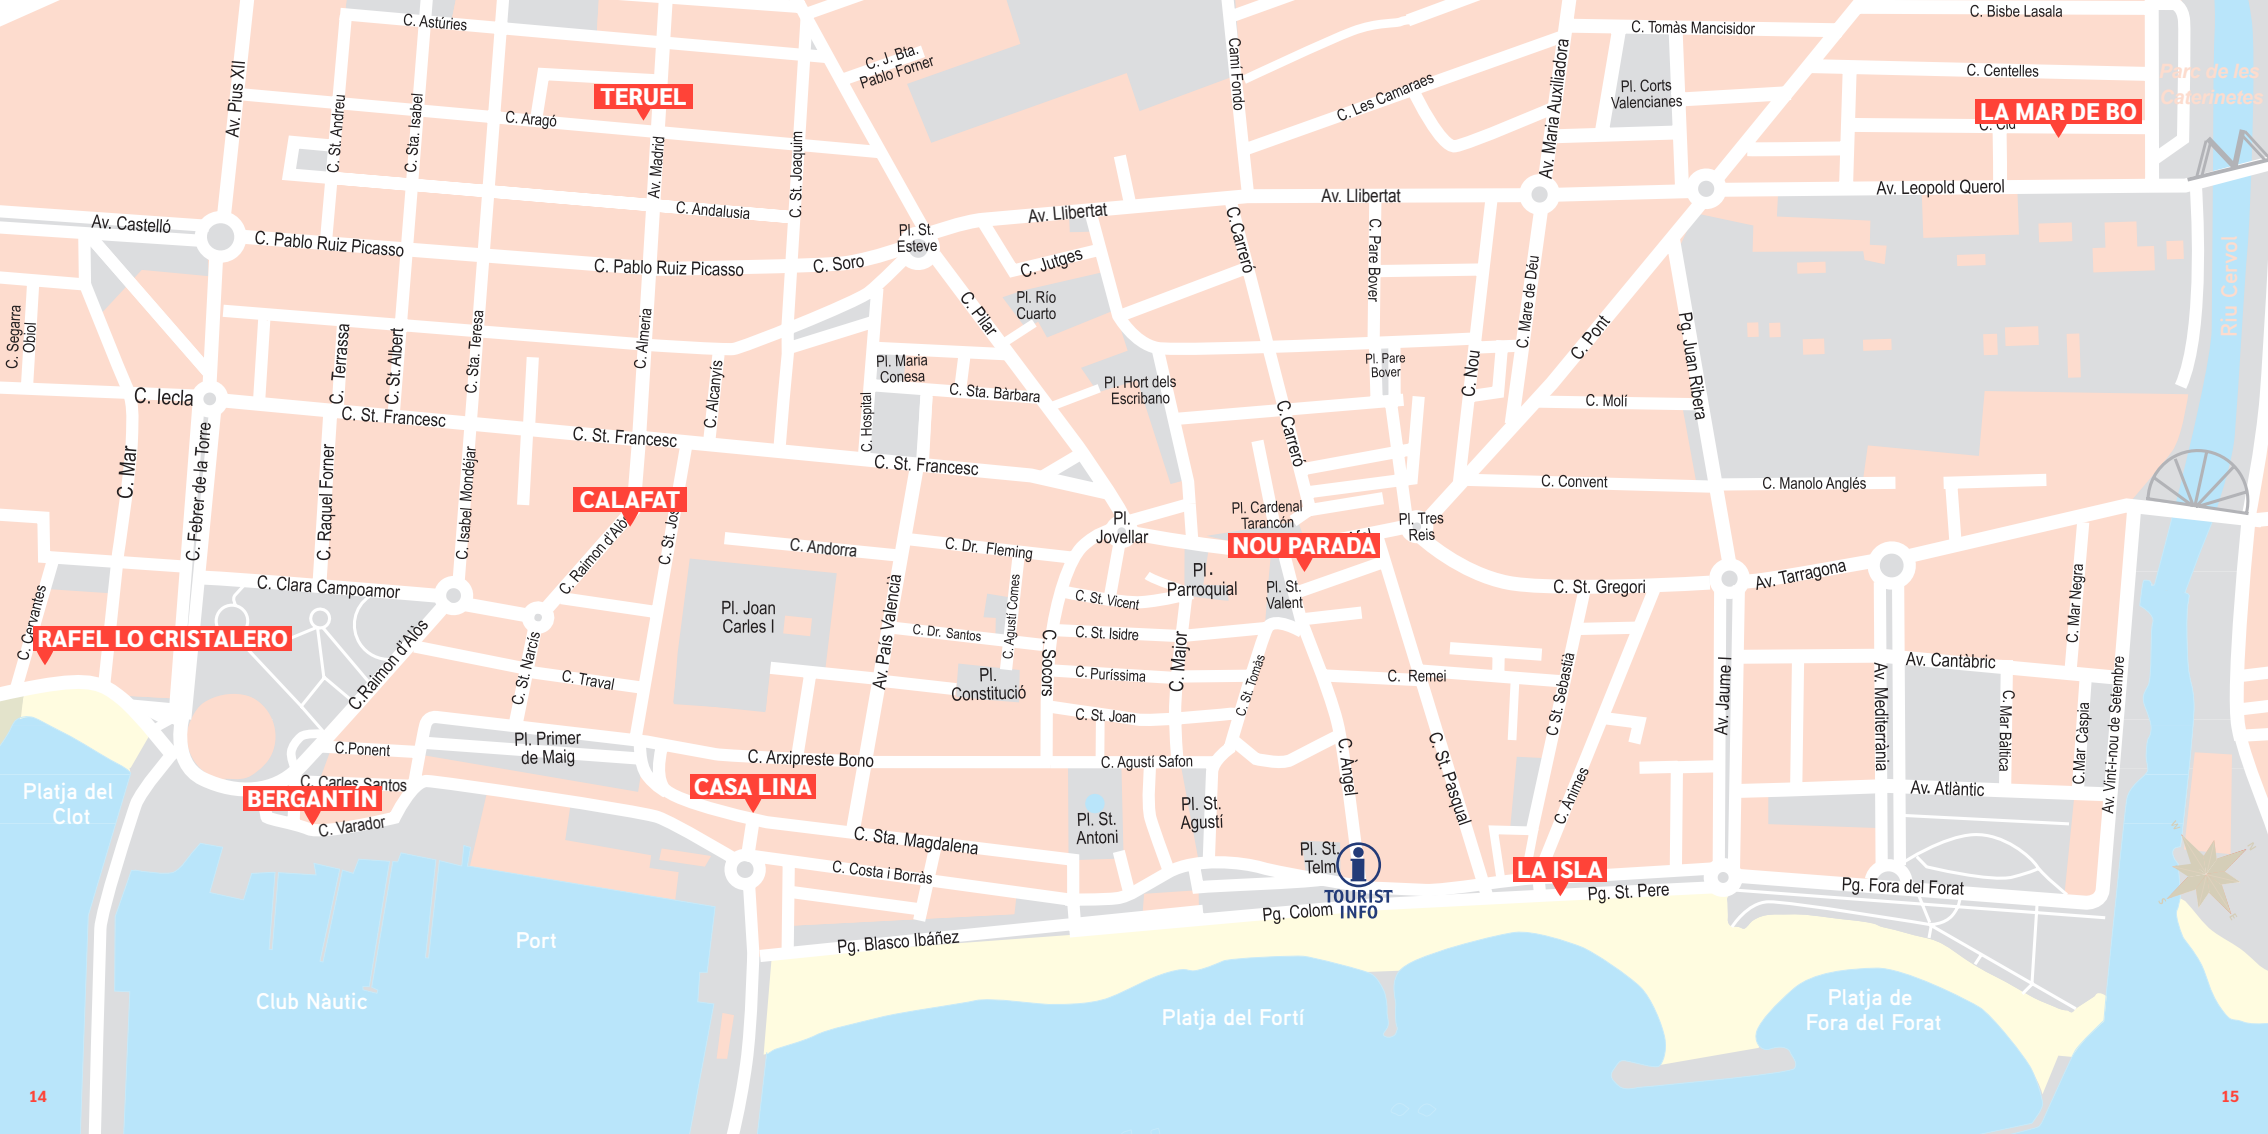 C. Astúries
C. J. Bta.
Pablo Forner
C. Tomàs Mancisidor
C. Bisbe Lasala
Av. Pius XII
C. St. Andreu
C. Sta. Isabel
TERUEL
C. Aragó
Av. Madrid
C. St. Joaquim
Camí Fondo
C. Les Camaraes
Av. Maria Auxiliadora
Pl. Corts
Valencianes
C. Centelles
Parc de les
Caterinetes
LA MAR DE BO
C. Cid
Av. Castelló
C. Pablo Ruiz Picasso
C. Andalusia
C. Pablo Ruiz Picasso
C. Soro
Pl. St.
Esteve
Av. Llibertat
Av. Llibertat
Av. Leopold Querol
C. Jutges
C. Carreró
C. Pare Bover
C. Mare de Déu
Riu Cervol
C. Segarra
Obiol
C. Terrassa
C. St. Albert
C. Sta. Teresa
C. Almeria
C. Alcanyís
C. Pilar
Pl. Río
Cuarto
C. Pont
Pg. Juan Ribera
C. Iecla
C. St. Francesc
C. St. Francesc
C. St. Francesc
C. Hospital
Pl. Maria
Conesa
C. Sta. Bàrbara
Pl. Hort dels
Escribano
Pl. Pare
Bover
C. Nou
C. Molí
C. Carreró
C. Mar
C. Febrer de la Torre
C. Raquel Forner
C. Isabel Mondéjar
CALAFAT
C. Raimon d'Alòs
C. St. Jos
C. Convent
C. Manolo Anglés
Pl.
Jovellar
Pl. Cardenal
Tarancón
Pl. Tres
Reis
NOU PARADA
C. Andorra
C. Dr. Fleming
C. Clara Campoamor
C. Cervantes
RAFEL LO CRISTALERO
C.Raimon d'Alòs
C. St. Narcís
C. Traval
Pl. Joan
Carles I
Av. País Valencià
C. Agustí Comes
C. Dr. Santos
C. Socors
C. St. Vicent
C. St. Isidre
C. Puríssima
C. St. Joan
Pl.
Parroquial
Pl. St.
Valent
C. Major
C. St. Tomàs
Pl.
Constitució
C. St. Gregori
Av. Tarragona
C. Remei
C St. Sebastià
Av. Jaume I
Av. Mediterrània
Av. Cantàbric
C. Mar Negra
C. Mar Bàltica
C.Mar Càspia
Av. Vint-i-nou de Setembre
Av. Atlàntic
C.Ponent
C. Carles Santos
Pl. Primer
de Maig
BERGANTÍN
C. Varador
C. Arxipreste Bono
CASA LINA
C. Agustí Safon
C. Àngel
C. St. Pasqual
C. Ànimes
Pl. St.
Antoni
Pl. St.
Agustí
C. Sta. Magdalena
C. Costa i Borràs
Pl. St.
Telm
TOURIST
INFO
LA ISLA
Pg. St. Pere
Pg. Fora del Forat
Pg. Colom
Pg. Blasco Ibáñez
Platja del
Clot
Port
Club Nàutic
Platja del Fortí
Platja de
Fora del Forat
14
15